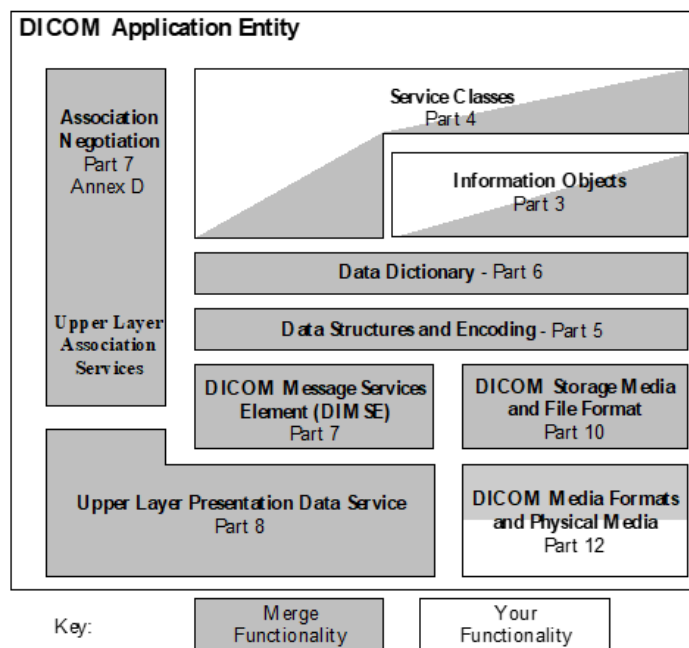 DICOM Application Entity
Association
Negotiation
Part 7
Annex D
Upper Layer
Association
Services
Service Classes
Part 4
Information Objects
Part 3
Data Dictionary - Part 6
Data Structures and Encoding - Part 5
DICOM Message Services
Element (DIMSE)
Part 7
DICOM Storage Media
and File Format
Part 10
Upper Layer Presentation Data Service
Part 8
DICOM Media Formats
and Physical Media
Part 12
Key:
Merge
Functionality
Your
Functionality